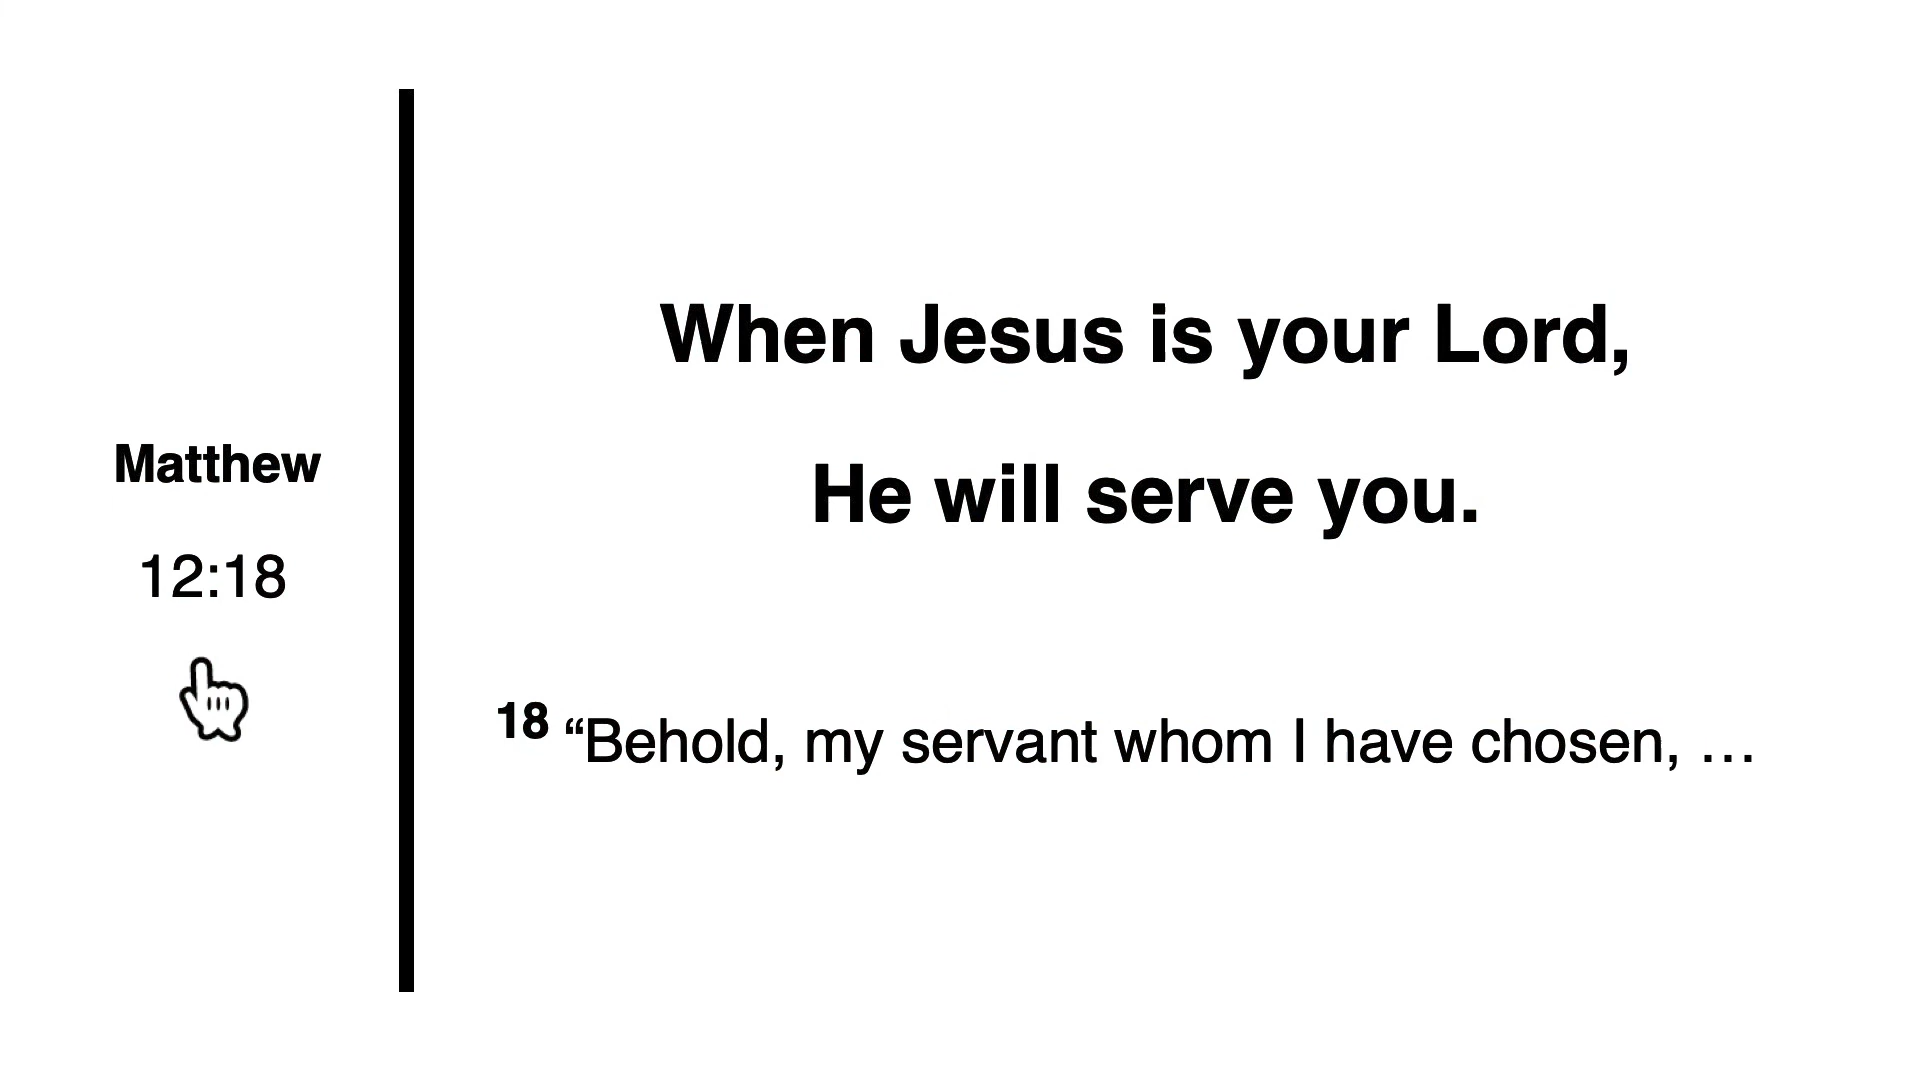 Matthew
12:18
When Jesus is your Lord,
He will serve you.
18 “Behold, my servant whom I have chosen, …